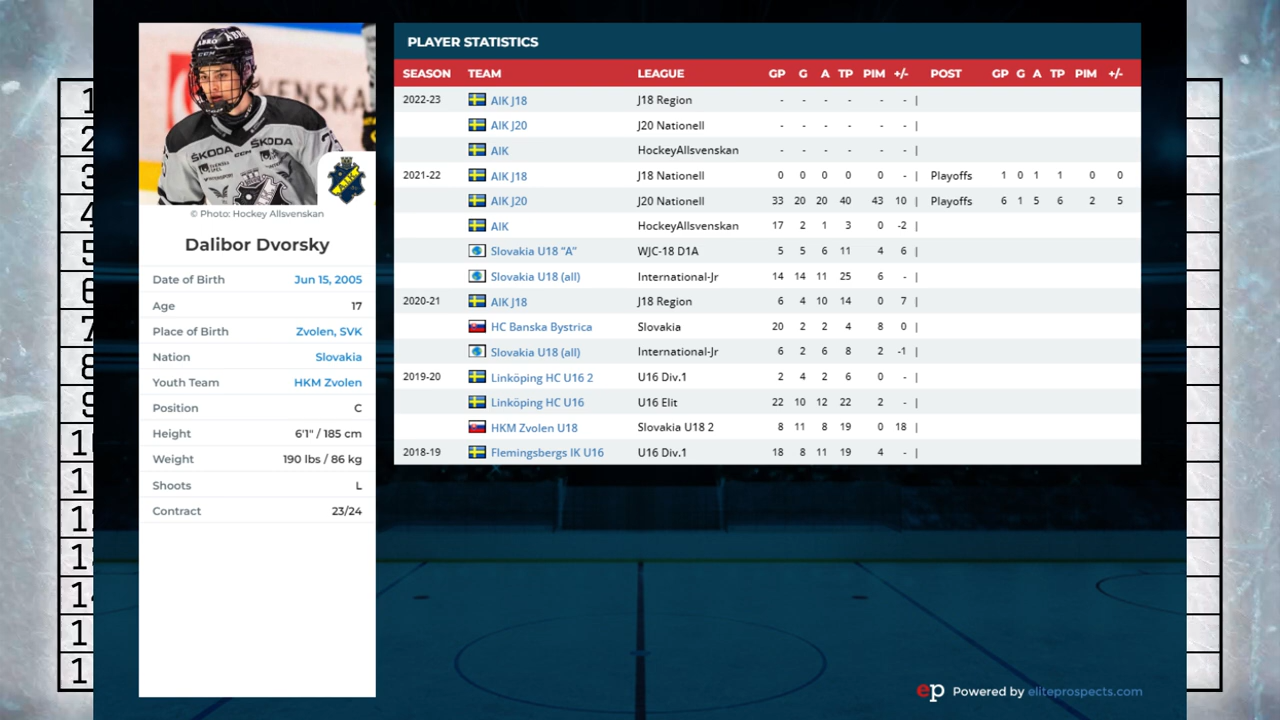 PLAYER STATISTICS
SEASON TEAM LEAGUE GP G A TP PIM +/- POST GP G A TP PIM +/-
2022-23 AIK J18 J18 Region - - - - - - |
AIK J20 J20 Nationell - - - - - - |
AIK HockeyAllsvenskan - - - - - - |
2021-22 AIK J18 J18 Nationell 0 0 0 0 0 - | Playoffs 1 0 1 1 0 0
AIK J20 J20 Nationell 33 20 20 40 43 10 | Playoffs 6 1 5 6 2 5
AIK HockeyAllsvenskan 17 2 1 3 0 -2 |
Slovakia U18 "A" WJC-18 D1A 5 5 6 11 4 6 |
Slovakia U18 (all) International-Jr 14 14 11 25 6 - |
2020-21 AIK J18 J18 Region 6 4 10 14 0 7 |
HC Banska Bystrica Slovakia 20 2 2 4 8 0 |
Slovakia U18 (all) International-Jr 6 2 6 8 2 -1 |
2019-20 Linköping HC U16 2 U16 Div.1 2 4 2 6 0 - |
Linköping HC U16 U16 Elit 22 10 12 22 2 - |
HKM Zvolen U18 Slovakia U18 2 8 11 8 19 0 18 |
2018-19 Flemingsbergs IK U16 U16 Div.1 18 8 11 19 4 - |
ŠKODA CCM ŠKODA
AIK
© Photo: Hockey Allsvenskan
Dalibor Dvorsky
Date of Birth Jun 15, 2005
Age 17
Place of Birth Zvolen, SVK
Nation Slovakia
Youth Team HKM Zvolen
Position C
Height 6'1" / 185 cm
Weight 190 lbs / 86 kg
Shoots L
Contract 23/24
ep Powered by eliteprospects.com